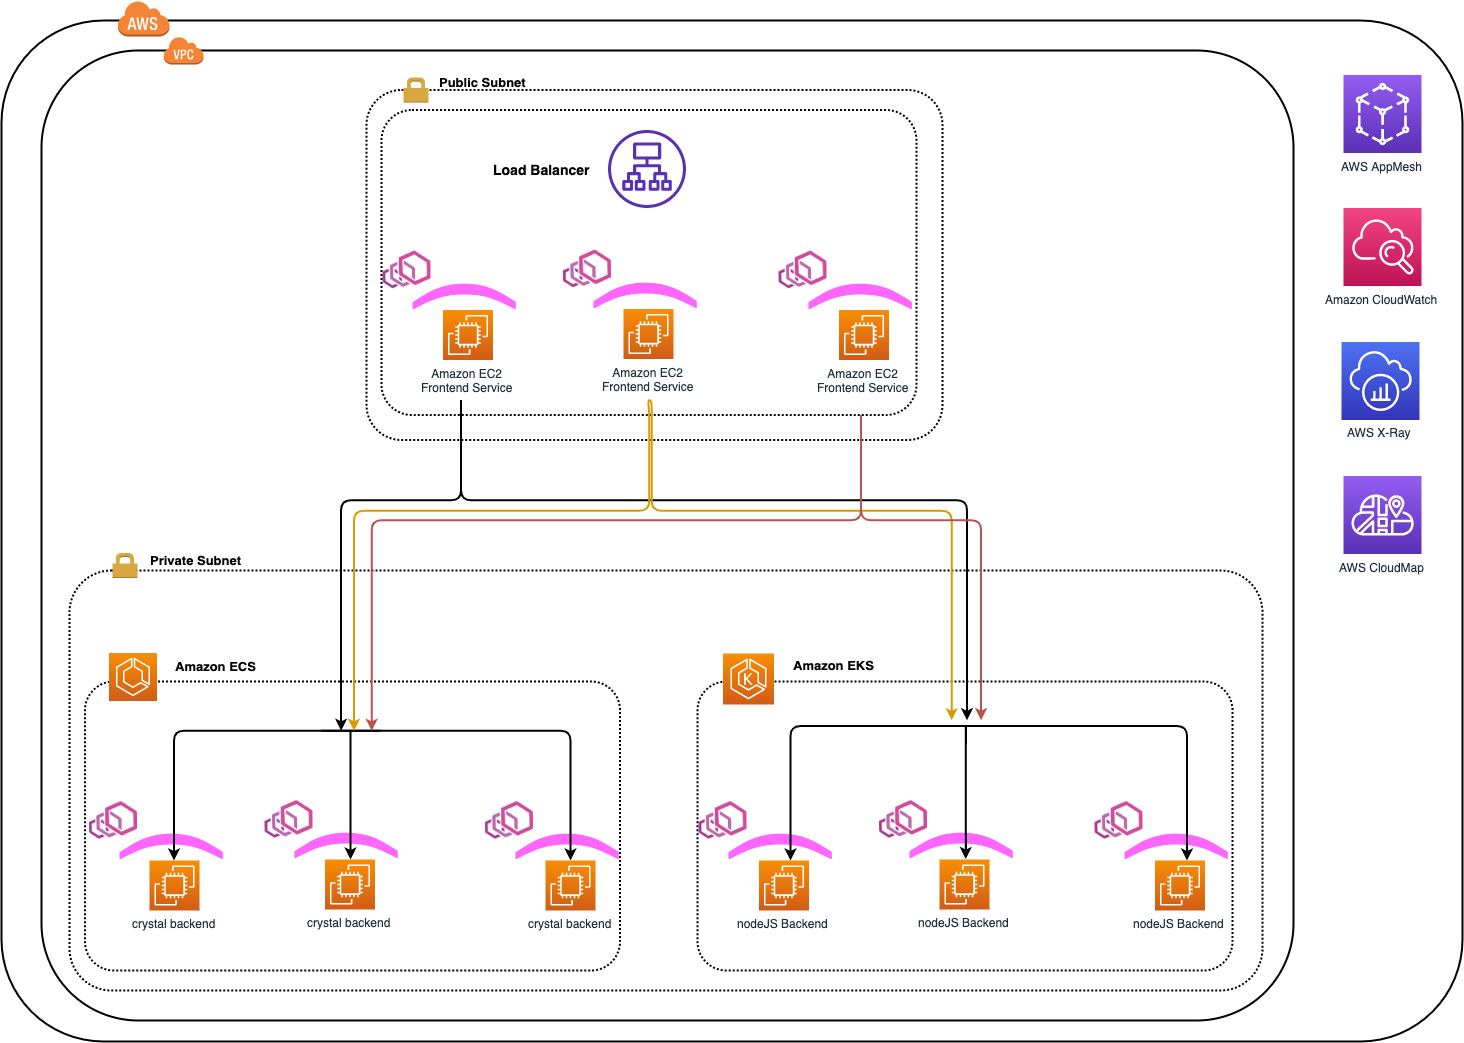 AWS
VPC
Public Subnet
Load Balancer
Amazon EC2
Frontend Service
Amazon EC2
Frontend Service
Amazon EC2
Frontend Service
AWS AppMesh
Amazon CloudWatch
AWS X-Ray
AWS CloudMap
Private Subnet
Amazon ECS
K
Amazon EKS
crystal backend
crystal backend
crystal backend
nodeJS Backend
nodeJS Backend
nodeJS Backend